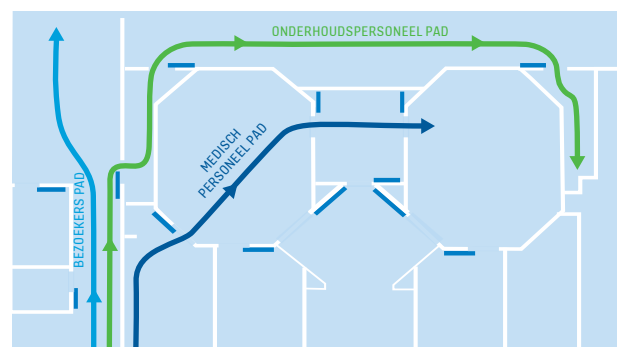 ONDERHOUDSPERSONEEL PAD
MEDISCH
PERSONEEL PAD
BEZOEKERS PAD